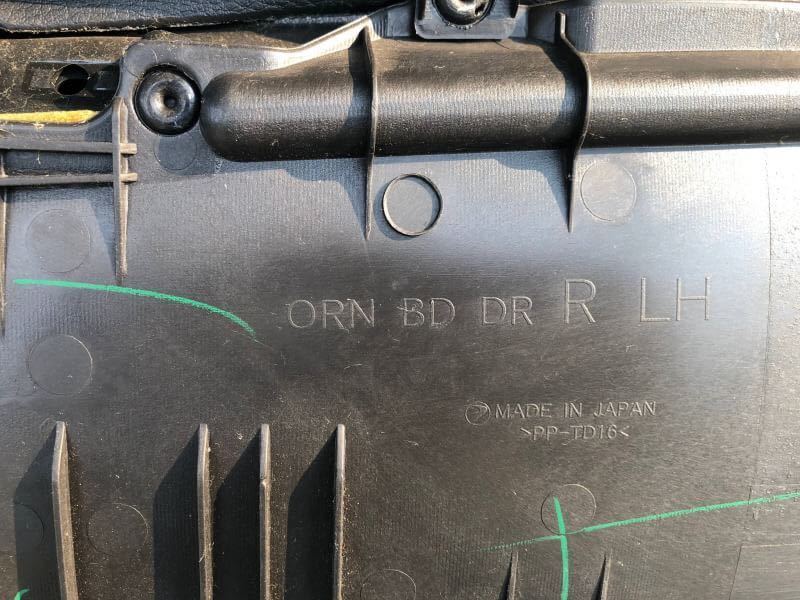 ORN BD DR R LH
MADE IN JAPAN
>PP-TD16<